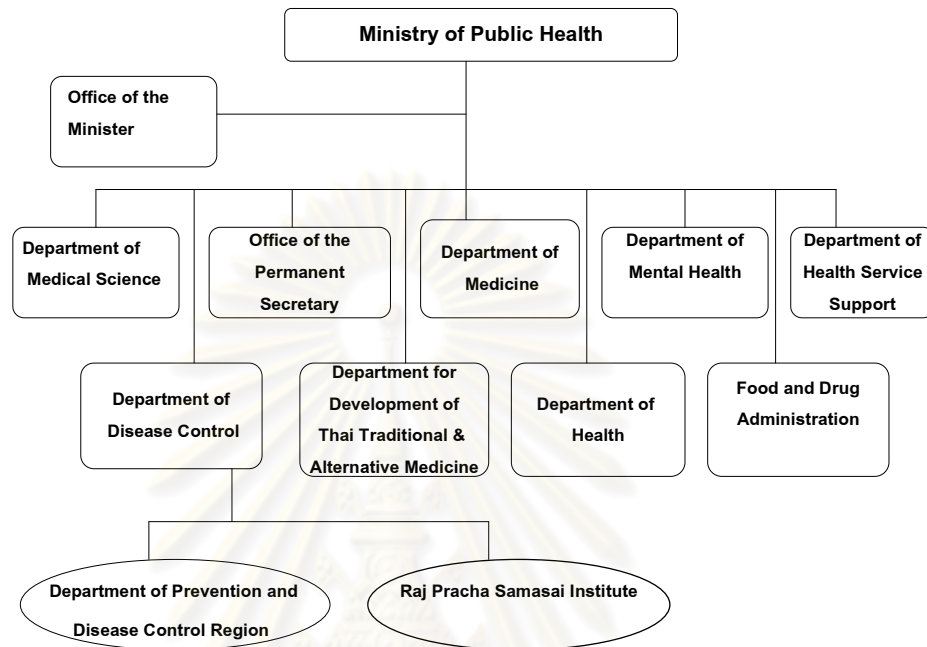 Ministry of Public Health
Office of the
Minister
Department of
Medical Science
Office of the
Permanent
Secretary
Department of
Medicine
Department of
Mental Health
Department of
Health Service
Support
Department of
Disease Control
Department for
Development of
Thai Traditional &
Alternative Medicine
Department of
Health
Food and Drug
Administration
Department of Prevention and
Disease Control Region
Raj Pracha Samasai Institute